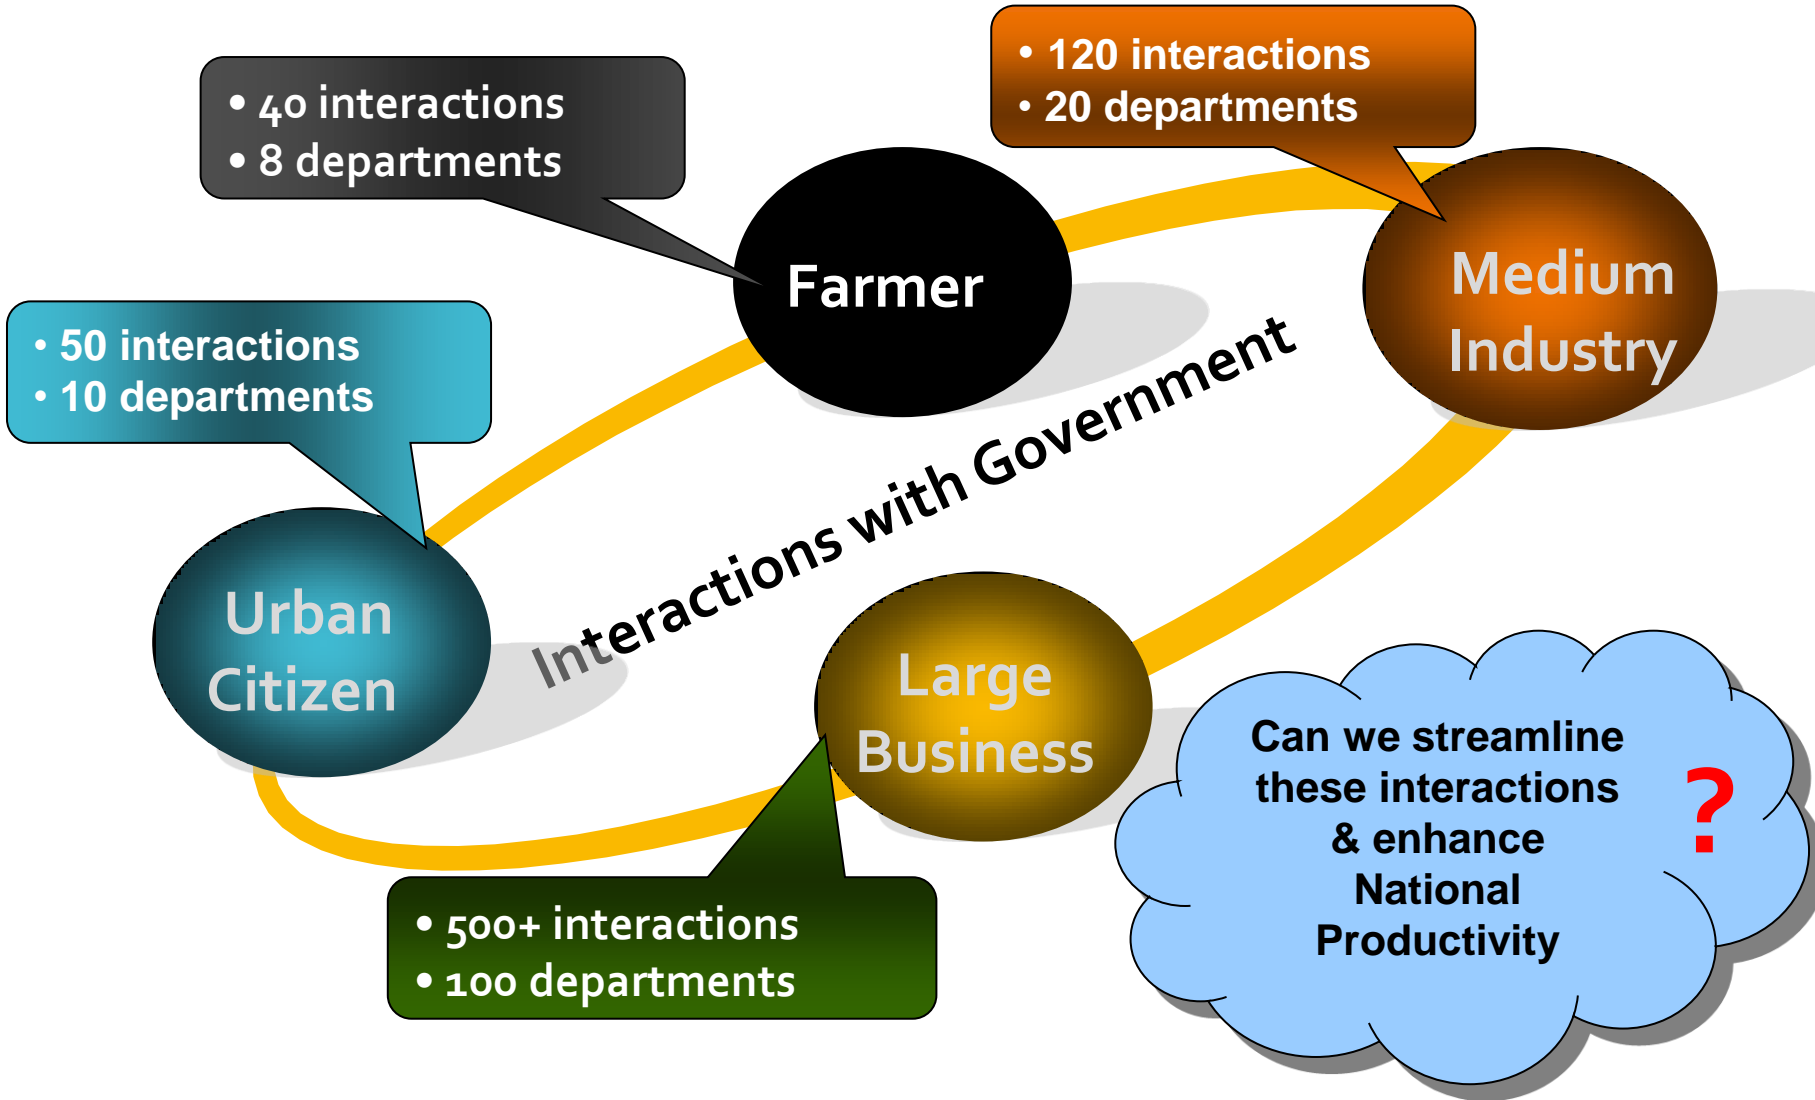 • 120 interactions
• 20 departments
• 40 interactions
• 8 departments
Farmer
Medium
Industry
• 50 interactions
• 10 departments
Interactions with Government
Urban
Citizen
Large
Business
• 500+ interactions
• 100 departments
Can we streamline
these interactions
& enhance
National
Productivity
?